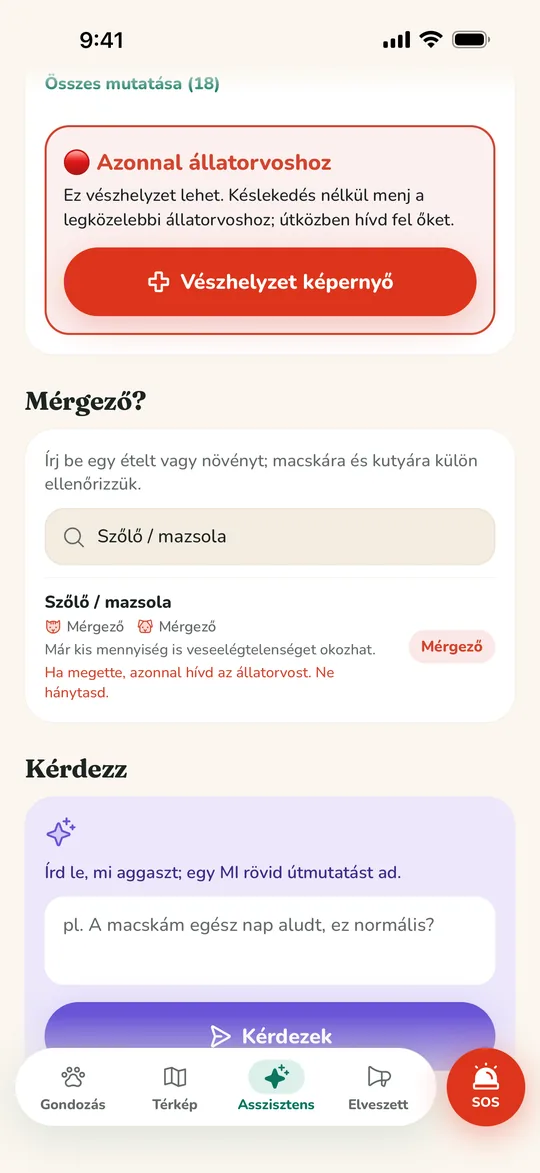 9:41
Összes mutatása (18)
Azonnal állatorvoshoz
Ez vészhelyzet lehet. Késlekedés nélkül menj a
legközelebbi állatorvoshoz; útközben hívd fel őket.
Vészhelyzet képernyő
Mérgező?
Írj be egy ételt vagy növényt; macskára és kutyára külön
ellenőrizzük.
Szőlő / mazsola
Szőlő / mazsola
Mérgező Mérgező
Már kis mennyiség is veseelégtelenséget okozhat.
Mérgező
Ha megette, azonnal hívd az állatorvost. Ne
hánytasd.
Kérdezz
Írd le, mi aggaszt; egy MI rövid útmutatást ad.
pl. A macskám egész nap aludt, ez normális?
Kérdezek
Gondozás Térkép Asszisztens Elveszett SOS